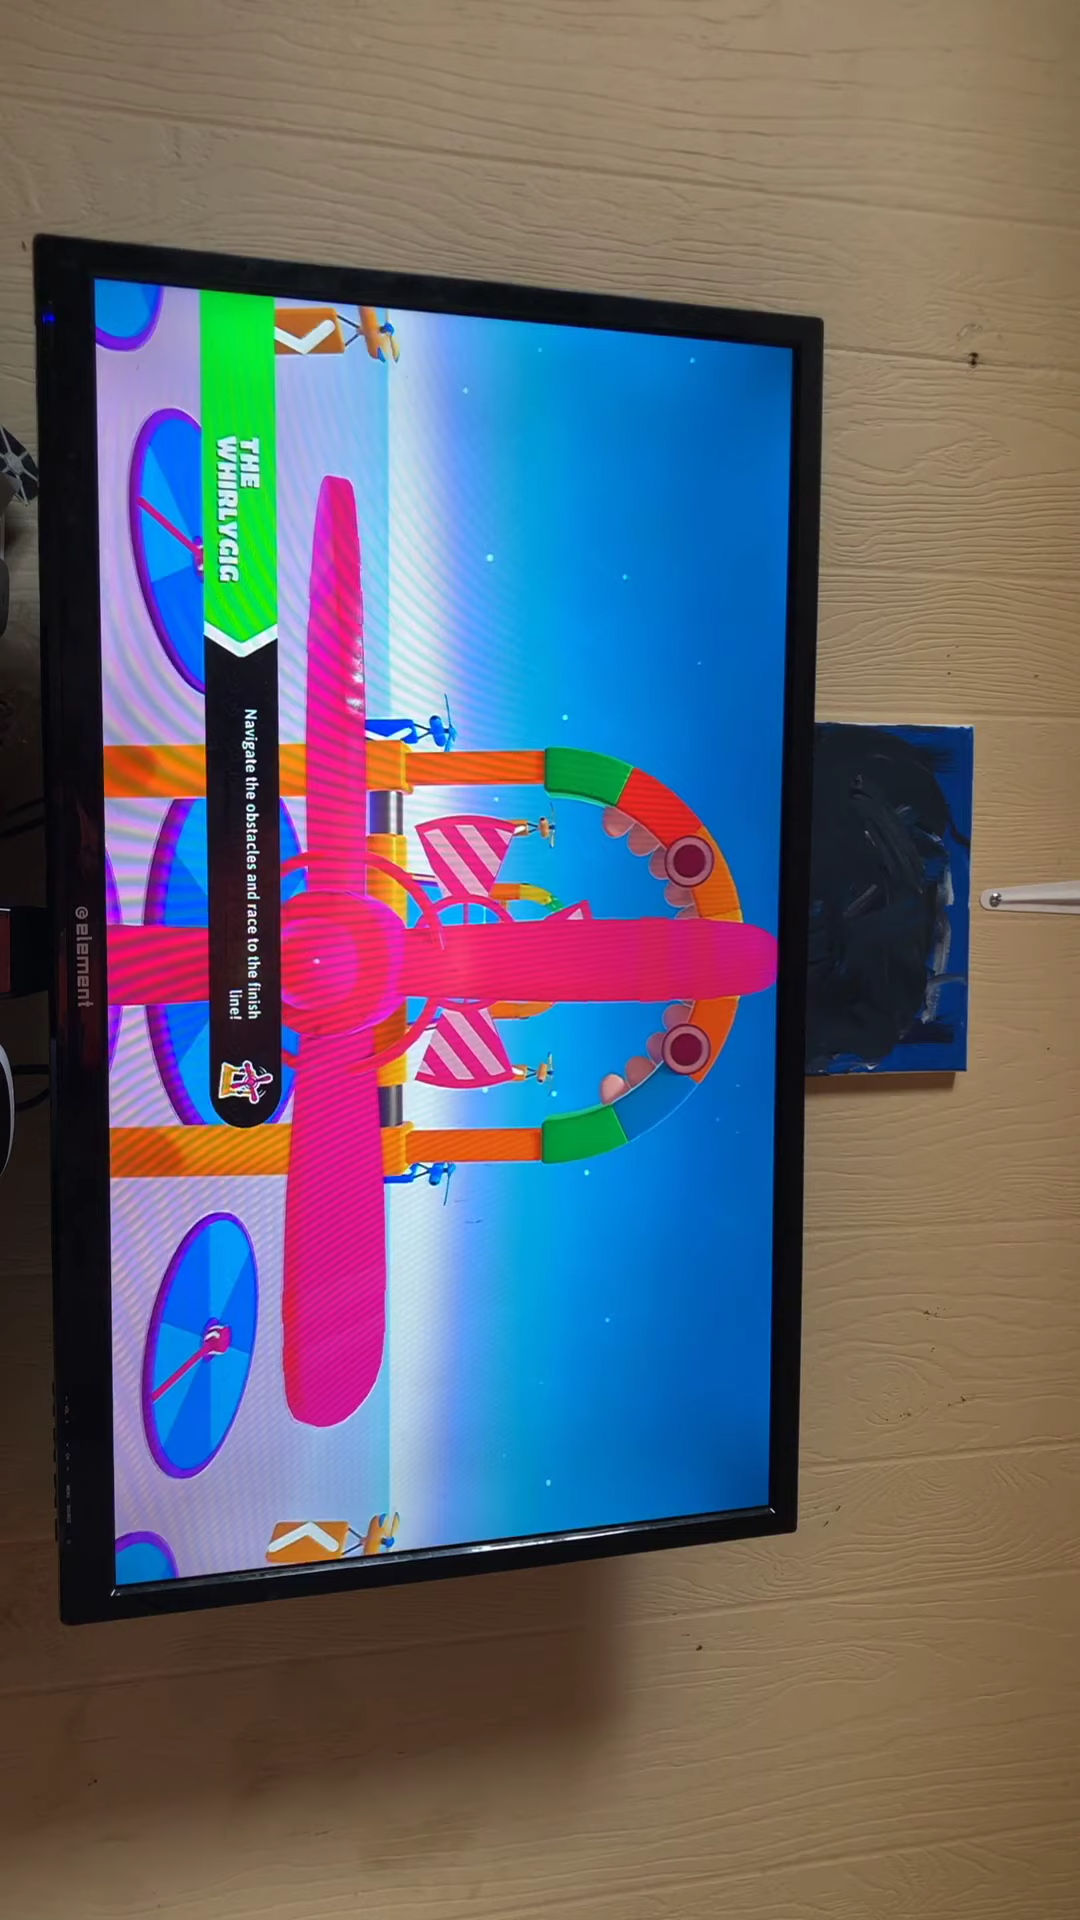 THE
WHIRLYGIG
Navigate the obstacles and race to the finish
line!
element